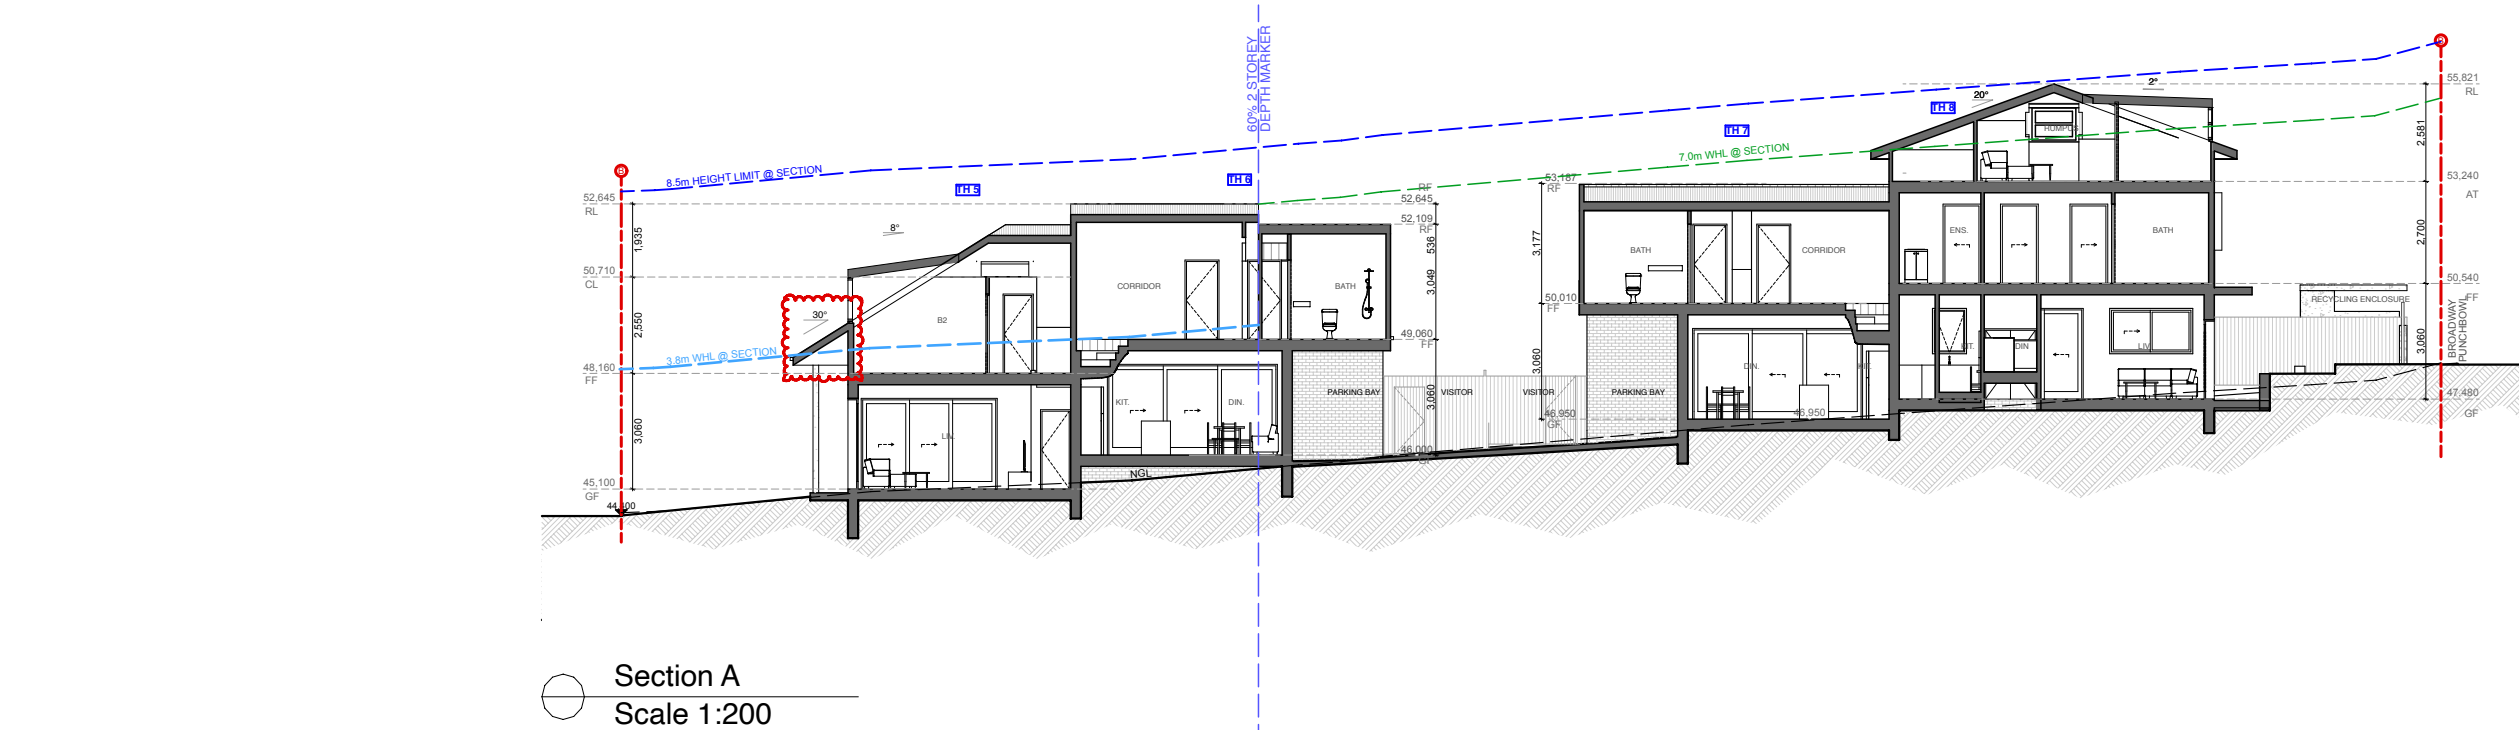 60% 2 STOREY
DEPTH MARKER
55,821
RL
2°
20°
TH 8
RUMPUS
2,581
TH 7
7.0m WHL @ SECTION
8.5m HEIGHT LIMIT @ SECTION
TH 5
TH 6
53,187
RF
53,240
AT
52,645
RL
RF
52,645
52,109
RF
8°
1,935
536
3,177
BATH
CORRIDOR
ENS.
BATH
2,700
50,710
CL
CORRIDOR
BATH
3,049
50,540
FF
50,010
FF
RECYCLING ENCLOSURE
30°
B2
2,550
49,060
FF
3.8m WHL @ SECTION
48,160
FF
3,060
DIN.
KIT.
DIN
LIV.
3,060
BROADWAY
PUNCHBOWL
KIT.
DIN.
PARKING BAY
VISITOR
VISITOR
PARKING BAY
3,060
47,480
GF
46,950
GF
46,950
LIV.
3,060
46,000
GF
NGL
45,100
GF
Section A
Scale 1:200